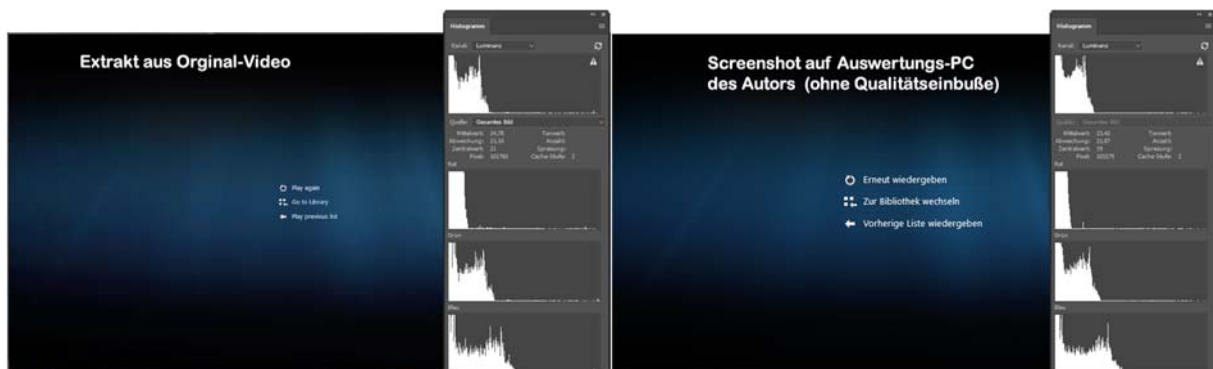 Extrakt aus Orginal-Video
Play again
Go to Library
Play previous list
Histogramm
Kanal: Luminanz
Quelle: Gesamtes Bild
Mittelwert: 24,78 Tonwert:
Abweichung: 23,35 Anzahl:
Zentralwert: 21 Spreizung:
Pixel: Cache-Stufe: 2
Rot
Grün
Blau
Screenshot auf Auswertungs-PC
des Autors (ohne Qualitätseinbuße)
Erneut wiedergeben
Zur Bibliothek wechseln
Vorherige Liste wiedergeben
Histogramm
Kanal: Luminanz
Quelle: Gesamtes Bild
Mittelwert: 23,42 Tonwert:
Abweichung: 21,87 Anzahl:
Zentralwert: 19 Spreizung:
Pixel: Cache-Stufe: 2
Rot
Grün
Blau